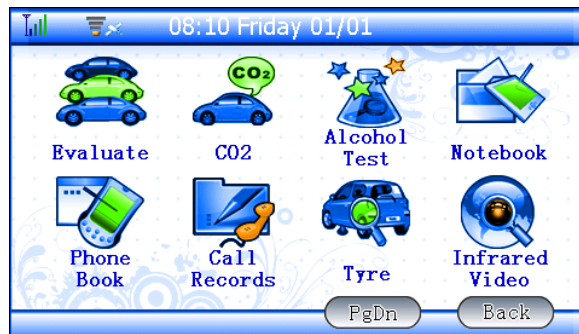 08:10 Friday 01/01
CO2
Evaluate
CO2
Alcohol
Test
Notebook
Phone
Book
Call
Records
Tyre
Infrared
Video
PgDn
Back